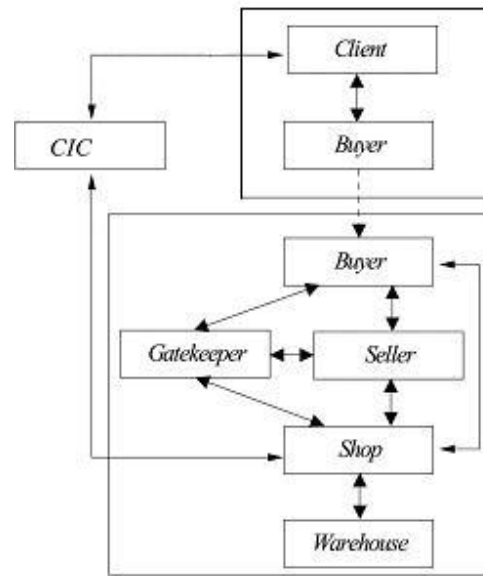 Client
CIC
Buyer
Buyer
Gatekeeper
Seller
Shop
Warehouse